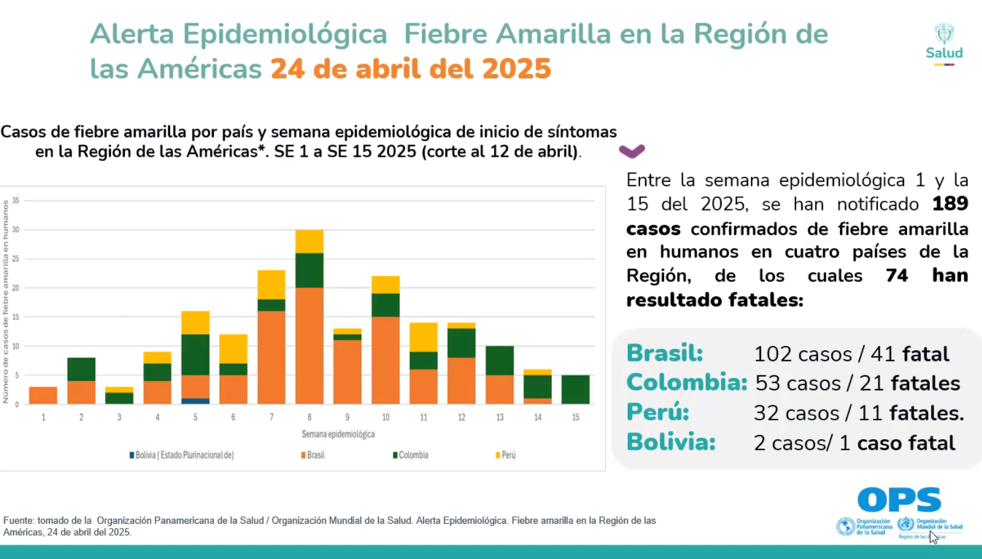 Alerta Epidemiológica Fiebre Amarilla en la Región de
las Américas 24 de abril del 2025
Salud
Casos de fiebre amarilla por país y semana epidemiológica de inicio de síntomas
en la Región de las Américas*. SE 1 a SE 15 2025 (corte al 12 de abril).
Número de casos de fiebre amarilla en humanos
35
30
25
20
15
10
5
0
1 2 3 4 5 6 7 8 9 10 11 12 13 14 15
Semana epidemiológica
Bolivia ( Estado Plurinacional de) Brasil Colombia Perú
Entre la semana epidemiológica 1 y la
15 del 2025, se han notificado 189
casos confirmados de fiebre amarilla
en humanos en cuatro países de la
Región, de los cuales 74 han
resultado fatales:
Brasil: 102 casos / 41 fatal
Colombia: 53 casos / 21 fatales
Perú: 32 casos / 11 fatales.
Bolivia: 2 casos/ 1 caso fatal
OPS
Organización
Panamericana
de la Salud
Organización
Mundial de la Salud
Fuente: tomado de la Organización Panamericana de la Salud / Organización Mundial de la Salud. Alerta Epidemiológica. Fiebre amarilla en la Región de las
Américas, 24 de abril del 2025.